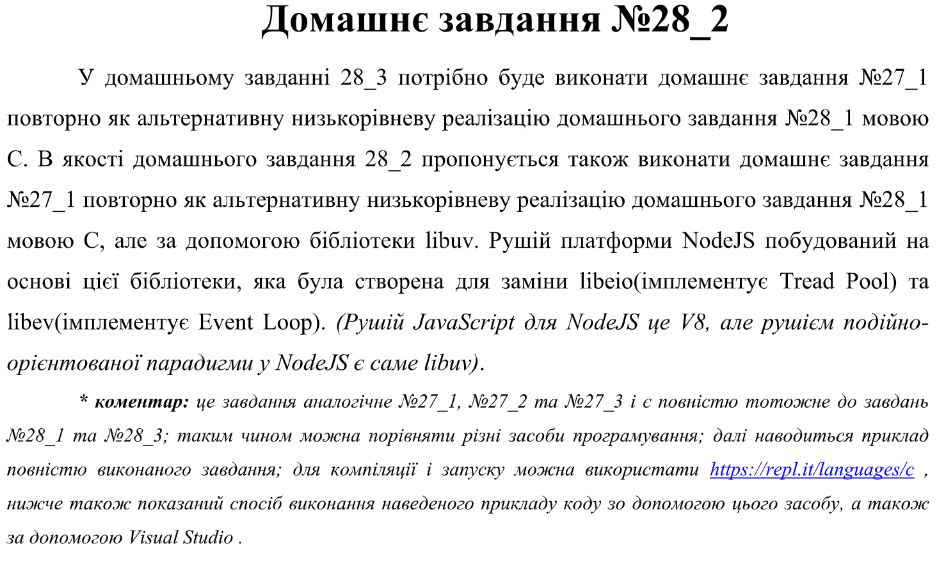 Домашнє завдання №28_2
У домашньому завданні 28_3 потрібно буде виконати домашнє завдання №27_1
повторно як альтернативну низькорівневу реалізацію домашнього завдання №28_1 мовою
С. В якості домашнього завдання 28_2 пропонується також виконати домашнє завдання
№27_1 повторно як альтернативну низькорівневу реалізацію домашнього завдання №28_1
мовою С, але за допомогою бібліотеки libuv. Рушій платформи NodeJS побудований на
основі цієї бібліотеки, яка була створена для заміни libeio(імплементує Tread Pool) та
libev(імплементує Event Loop). (Рушій JavaScript для NodeJS це V8, але рушієм подійно-
орієнтованої парадигми у NodeJS є саме libuv).
* коментар: це завдання аналогічне №27_1, №27_2 та №27_3 і є повністю тотожне до завдань
№28_1 та №28_3; таким чином можна порівняти різні засоби програмування; далі наводиться приклад
повністю виконаного завдання; для компіляції і запуску можна використати https://repl.it/languages/c ,
нижче також показаний спосіб виконання наведеного прикладу коду зо допомогою цього засобу, а також
за допомогою Visual Studio .